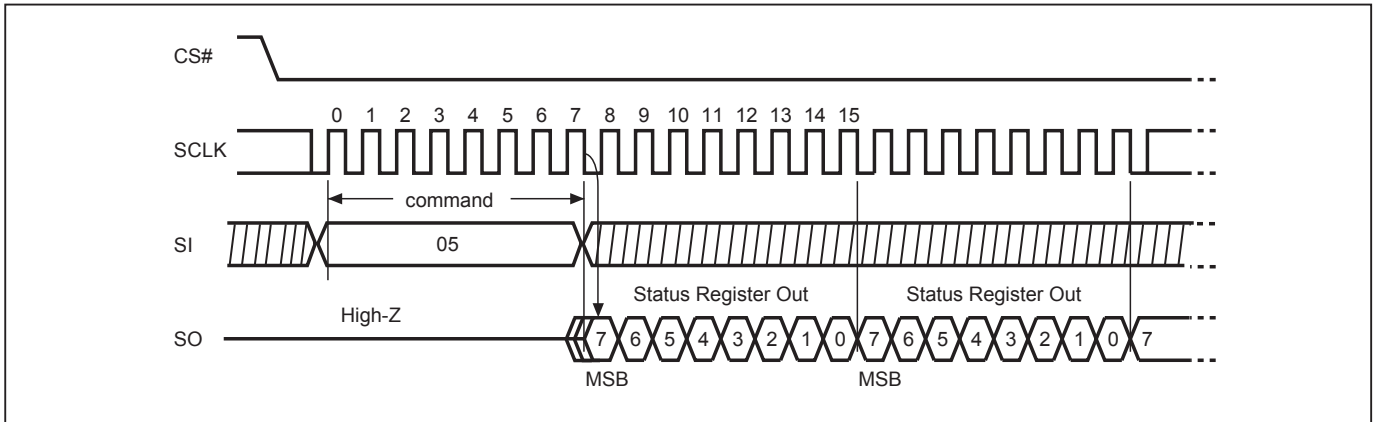 CS#
0 1 2 3 4 5 6 7 8 9 10 11 12 13 14 15
SCLK
command
SI
05
Status Register Out Status Register Out
High-Z
SO
7 6 5 4 3 2 1 0 7 6 5 4 3 2 1 0 7
MSB MSB